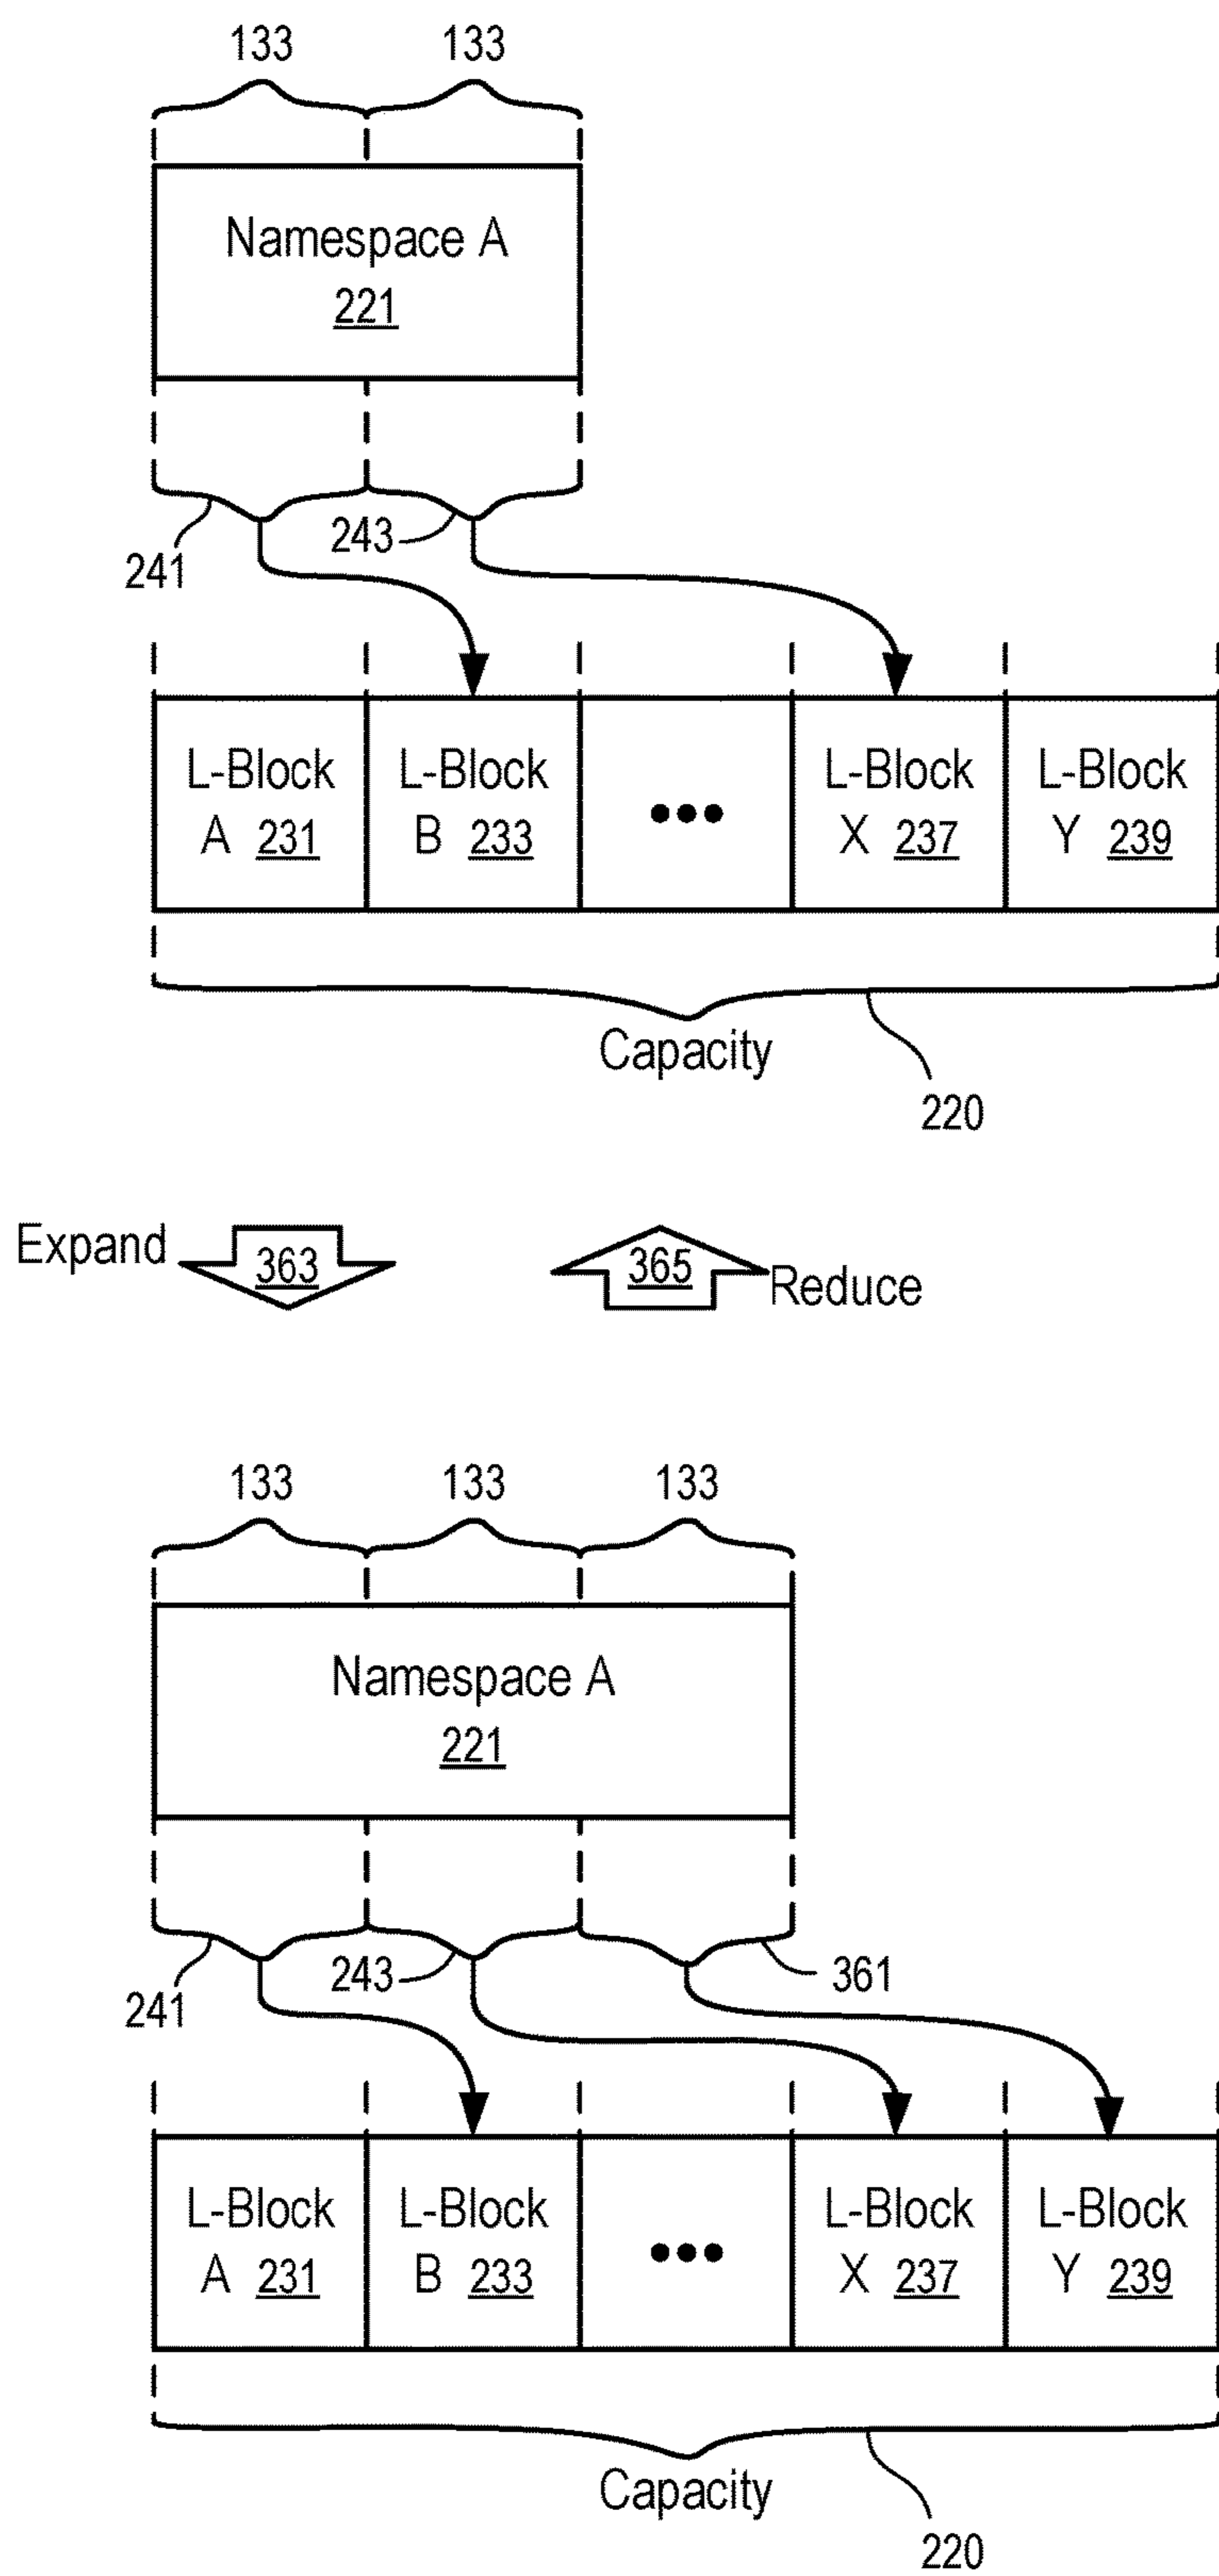 133 133
Namespace A
221
241 243
L-Block L-Block L-Block L-Block
A 231 B 233 ●●● X 237 Y 239
Capacity
220
Expand 363 365 Reduce
133 133 133
Namespace A
221
241 243 361
L-Block L-Block L-Block L-Block
A 231 B 233 ●●● X 237 Y 239
Capacity
220